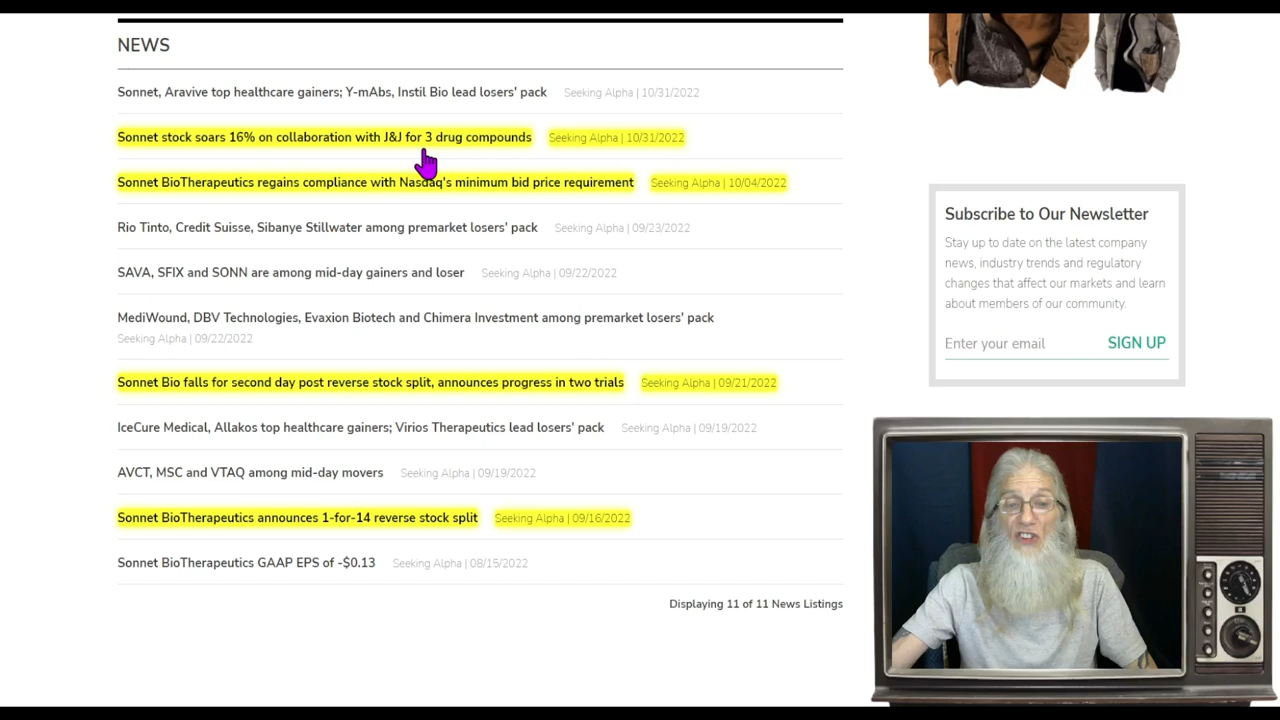 NEWS
Sonnet, Aravive top healthcare gainers; Y-mAbs, Instil Bio lead losers' pack Seeking Alpha | 10/31/2022
Sonnet stock soars 16% on collaboration with J&J for 3 drug compounds Seeking Alpha | 10/31/2022
Sonnet BioTherapeutics regains compliance with Nasdaq's minimum bid price requirement Seeking Alpha | 10/04/2022
Rio Tinto, Credit Suisse, Sibanye Stillwater among premarket losers' pack Seeking Alpha | 09/23/2022
SAVA, SFIX and SONN are among mid-day gainers and loser Seeking Alpha | 09/22/2022
MediWound, DBV Technologies, Evaxion Biotech and Chimera Investment among premarket losers' pack
Seeking Alpha | 09/22/2022
Sonnet Bio falls for second day post reverse stock split, announces progress in two trials Seeking Alpha | 09/21/2022
IceCure Medical, Allakos top healthcare gainers; Virios Therapeutics lead losers' pack Seeking Alpha | 09/19/2022
AVCT, MSC and VTAQ among mid-day movers Seeking Alpha | 09/19/2022
Sonnet BioTherapeutics announces 1-for-14 reverse stock split Seeking Alpha | 09/16/2022
Sonnet BioTherapeutics GAAP EPS of -$0.13 Seeking Alpha | 08/15/2022
Displaying 11 of 11 News Listings
Subscribe to Our Newsletter
Stay up to date on the latest company
news, industry trends and regulatory
changes that affect our markets and learn
about members of our community.
Enter your email SIGN UP